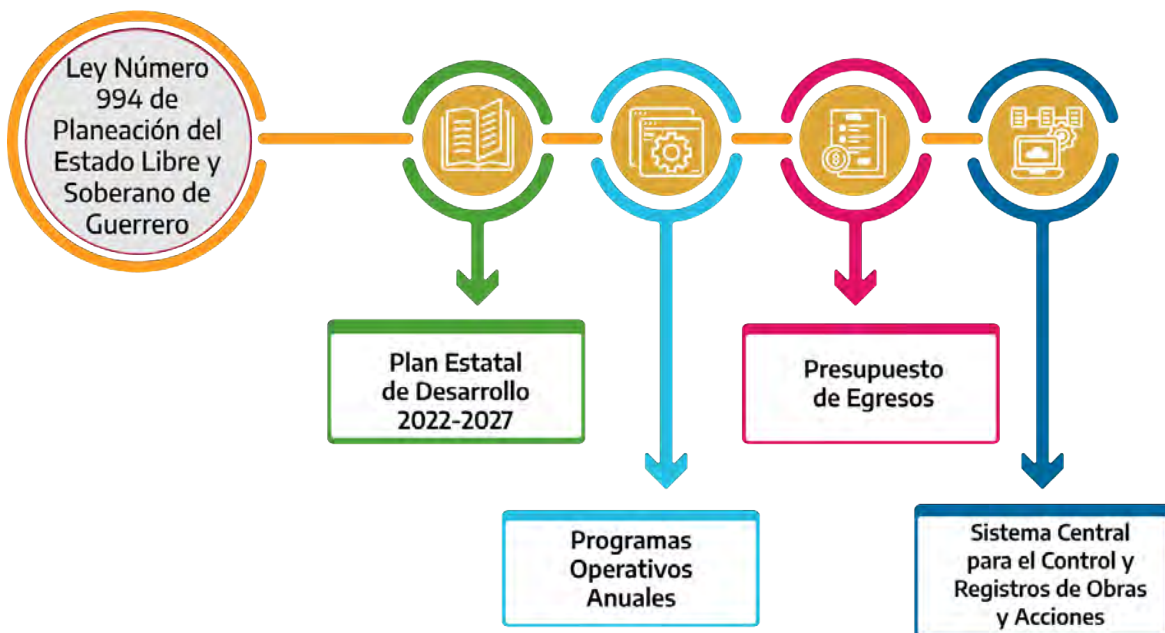 Ley Número
994 de
Planeación del
Estado Libre y
Soberano de
Guerrero
Plan Estatal
de Desarrollo
2022-2027
Programas
Operativos
Anuales
Presupuesto
de Egresos
Sistema Central
para el Control y
Registros de Obras
y Acciones